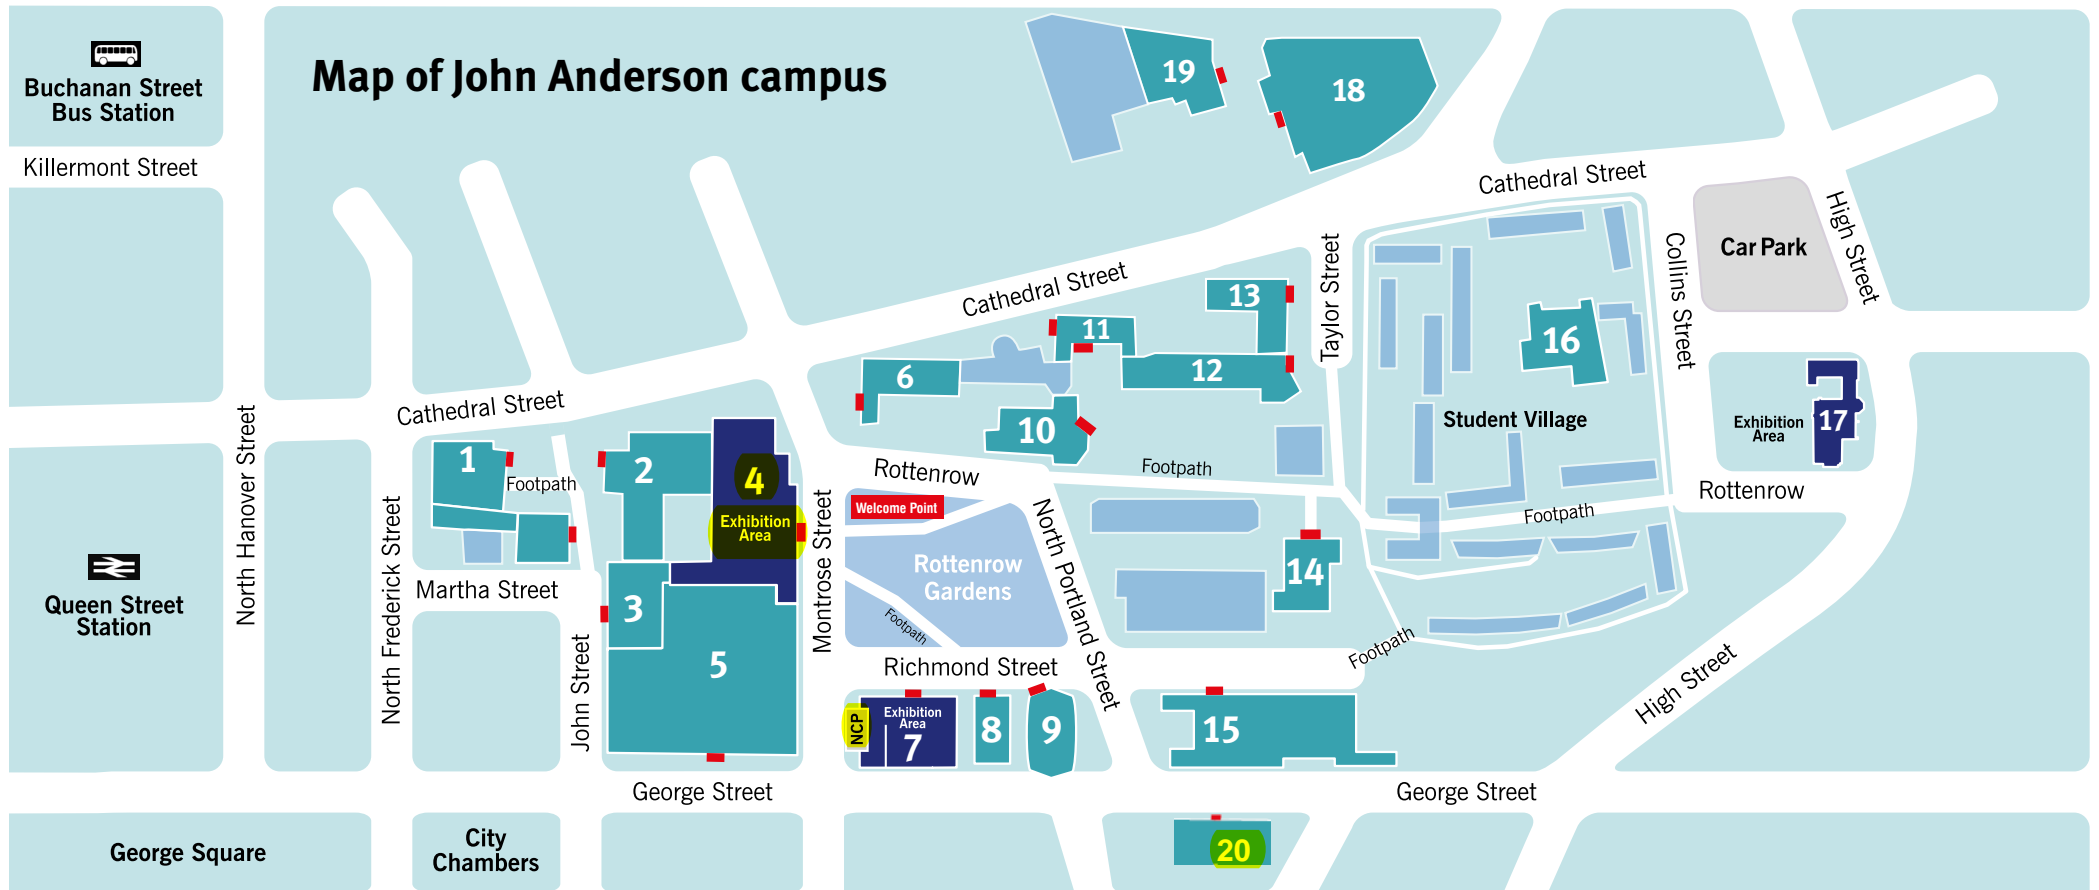 Map of John Anderson campus
Buchanan Street
Bus Station
Killermont Street
19
18
Cathedral Street
High Street
Car Park
Collins Street
Taylor Street
Cathedral Street
13
11
12
6
10
16
Student Village
Exhibition
Area
17
Cathedral Street
North Hanover Street
1
Footpath
2
4
Exhibition
Area
Rottenrow
Footpath
Rottenrow
Footpath
Welcome Point
Montrose Street
Rottenrow
Gardens
North Portland Street
14
North Frederick Street
Queen Street
Station
Martha Street
3
5
John Street
Footpath
Richmond Street
Footpath
High Street
NCP
Exhibition
Area
7
8
9
15
George Street
George Street
George Square
City
Chambers
20